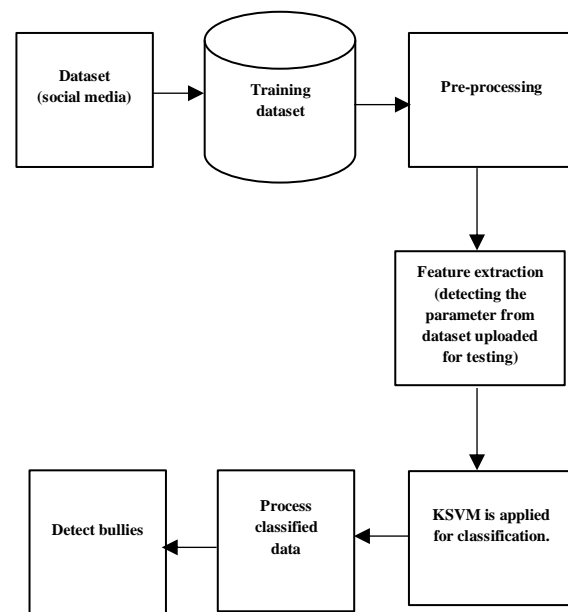 Dataset
(social media)
Training
dataset
Pre-processing
Feature extraction
(detecting the
parameter from
dataset uploaded
for testing)
KSVM is applied
for classification.
Process
classified
data
Detect bullies